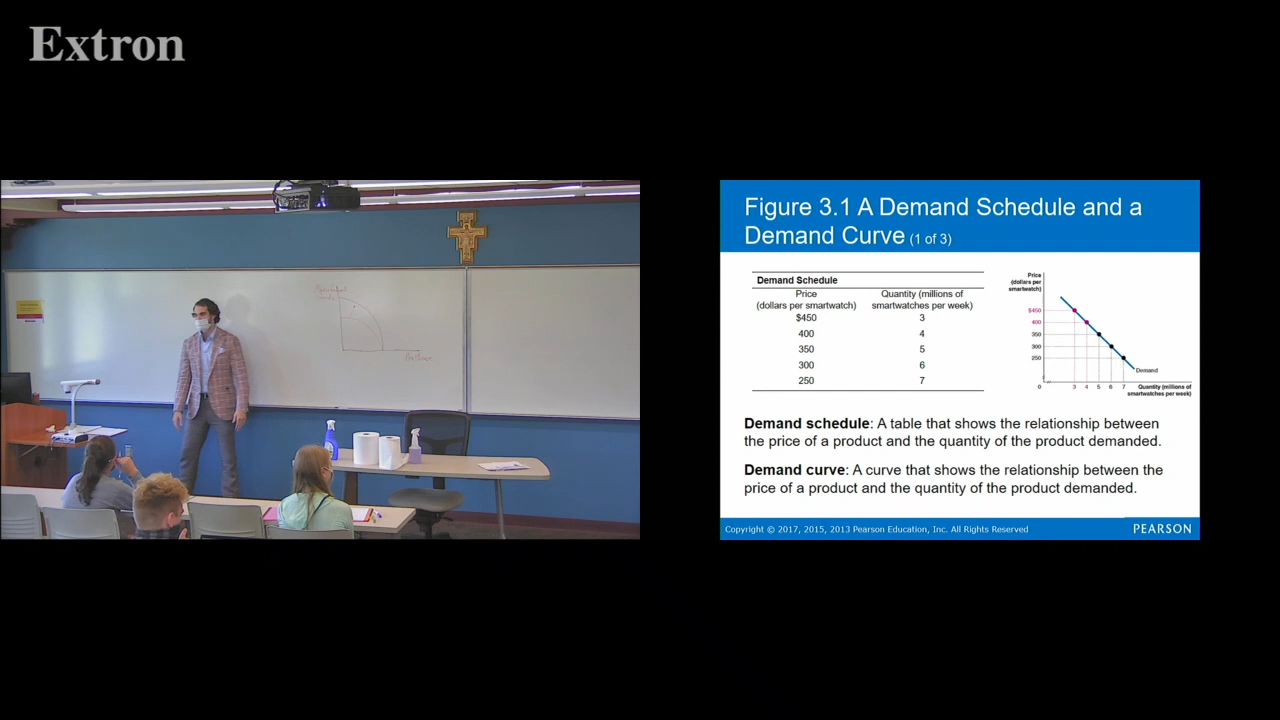 Extron
Figure 3.1 A Demand Schedule and a
Demand Curve (1 of 3)
Demand Schedule
Price
(dollars per smartwatch)
Quantity (millions of
smartwatches per week)
$450 3
400 4
350 5
300 6
250 7
Price
(dollars per
smartwatch)
$450
400
350
300
250
Demand
0 3 4 5 6 7
Quantity (millions of
smartwatches per week)
Demand schedule: A table that shows the relationship between
the price of a product and the quantity of the product demanded.
Demand curve: A curve that shows the relationship between the
price of a product and the quantity of the product demanded.
Copyright © 2017, 2015, 2013 Pearson Education, Inc. All Rights Reserved
PEARSON